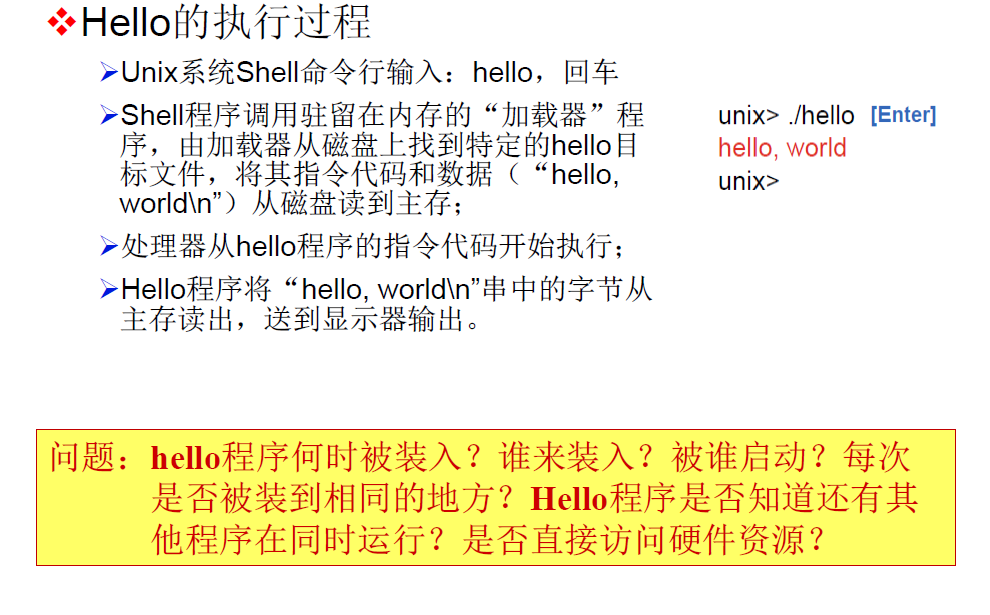 Hello的执行过程
Unix系统Shell命令行输入：hello，回车
Shell程序调用驻留在内存的“加载器”程
序，由加载器从磁盘上找到特定的hello目
标文件，将其指令代码和数据（“hello,
world\n”）从磁盘读到主存；
处理器从hello程序的指令代码开始执行；
Hello程序将“hello, world\n”串中的字节从
主存读出，送到显示器输出。
unix> ./hello [Enter]
hello, world
unix>
问题：hello程序何时被装入？谁来装入？被谁启动？每次
是否被装到相同的地方？Hello程序是否知道还有其
他程序在同时运行？是否直接访问硬件资源？